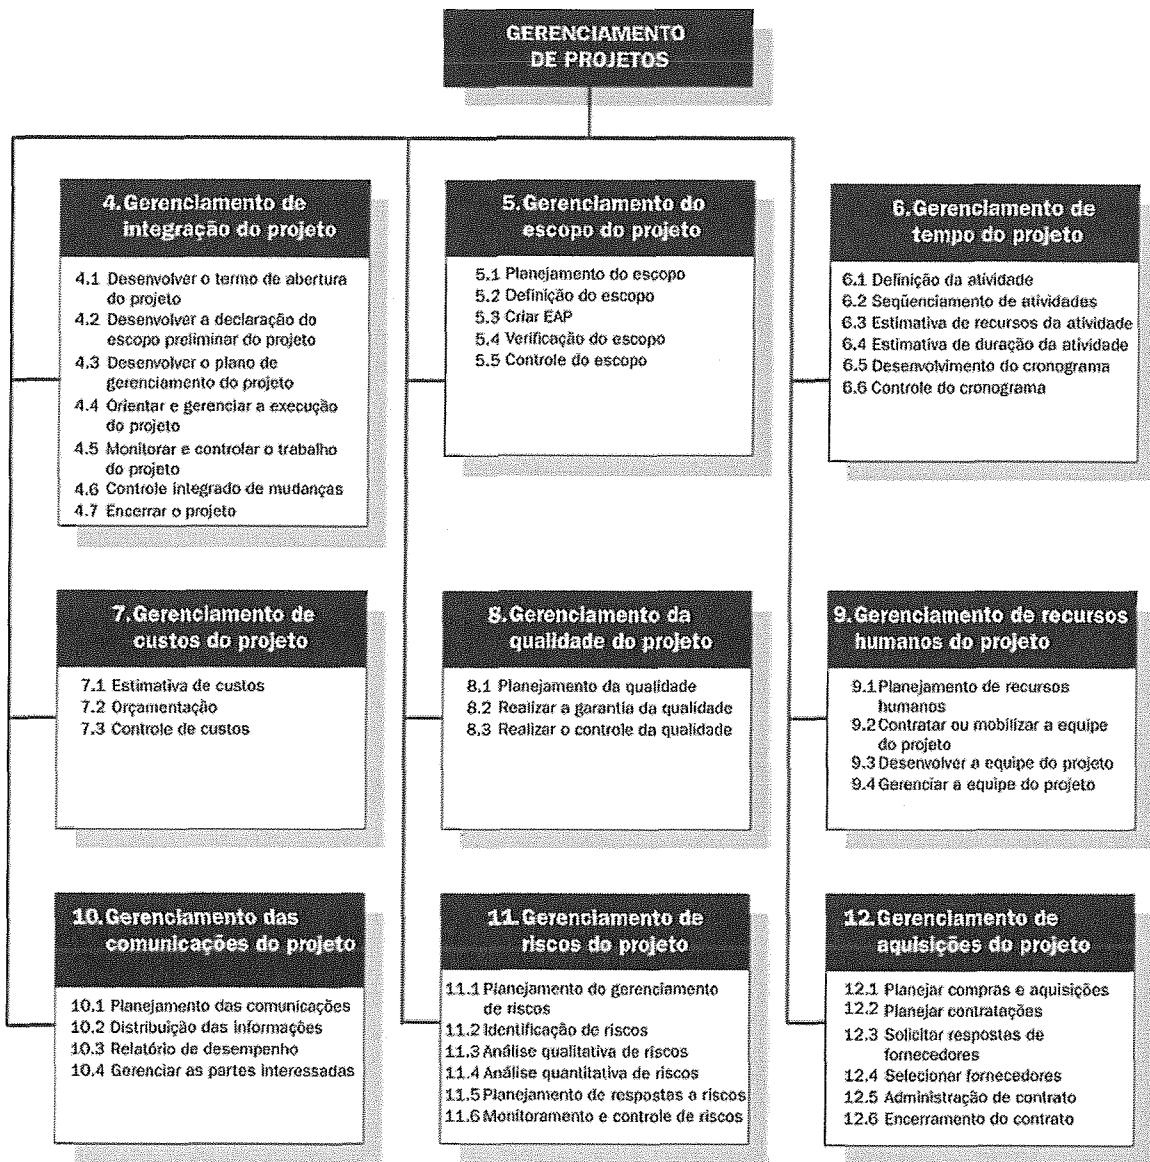 GERENCIAMENTO
DE PROJETOS
4. Gerenciamento de
integração do projeto
4.1 Desenvolver o termo de abertura
do projeto
4.2 Desenvolver a declaração do
escopo preliminar do projeto
4.3 Desenvolver o plano de
gerenciamento do projeto
4.4 Orientar e gerenciar a execução
do projeto
4.5 Monitorar e controlar o trabalho
do projeto
4.6 Controle integrado de mudanças
4.7 Encerrar o projeto
5. Gerenciamento do
escopo do projeto
5.1 Planejamento do escopo
5.2 Definição do escopo
5.3 Criar EAP
5.4 Verificação do escopo
5.5 Controle do escopo
6. Gerenciamento de
tempo do projeto
6.1 Definição da atividade
6.2 Seqüenciamento de atividades
6.3 Estimativa de recursos da atividade
6.4 Estimativa de duração da atividade
6.5 Desenvolvimento do cronograma
6.6 Controle do cronograma
7. Gerenciamento de
custos do projeto
7.1 Estimativa de custos
7.2 Orçamentação
7.3 Controle de custos
8. Gerenciamento da
qualidade do projeto
8.1 Planejamento da qualidade
8.2 Realizar a garantia da qualidade
8.3 Realizar o controle da qualidade
9. Gerenciamento de recursos
humanos do projeto
9.1 Planejamento de recursos
humanos
9.2 Contratar ou mobilizar a equipe
do projeto
9.3 Desenvolver a equipe do projeto
9.4 Gerenciar a equipe do projeto
10. Gerenciamento das
comunicações do projeto
10.1 Planejamento das comunicações
10.2 Distribuição das informações
10.3 Relatório de desempenho
10.4 Gerenciar as partes interessadas
11. Gerenciamento de
riscos do projeto
11.1 Planejamento do gerenciamento
de riscos
11.2 Identificação de riscos
11.3 Análise qualitativa de riscos
11.4 Análise quantitativa de riscos
11.5 Planejamento de respostas a riscos
11.6 Monitoramento e controle de riscos
12. Gerenciamento de
aquisições do projeto
12.1 Planejar compras e aquisições
12.2 Planejar contratações
12.3 Solicitar respostas de
fornecedores
12.4 Selecionar fornecedores
12.5 Administração de contrato
12.6 Encerramento do contrato